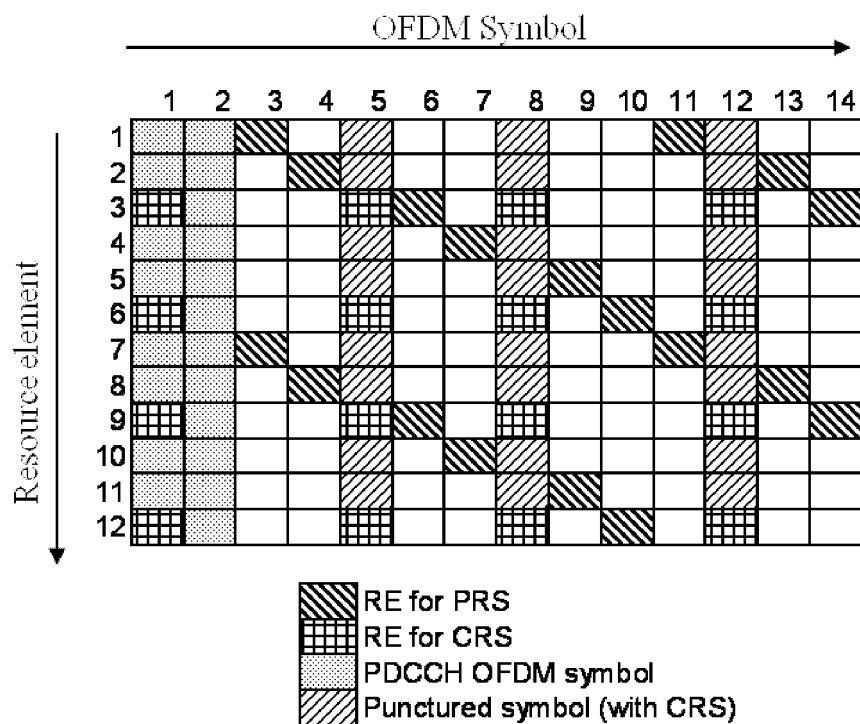 OFDM Symbol
1 2 3 4 5 6 7 8 9 10 11 12 13 14
1
2
3
4
5
6
7
8
9
10
11
12
Resource element
RE for PRS
RE for CRS
PDCCH OFDM symbol
Punctured symbol (with CRS)